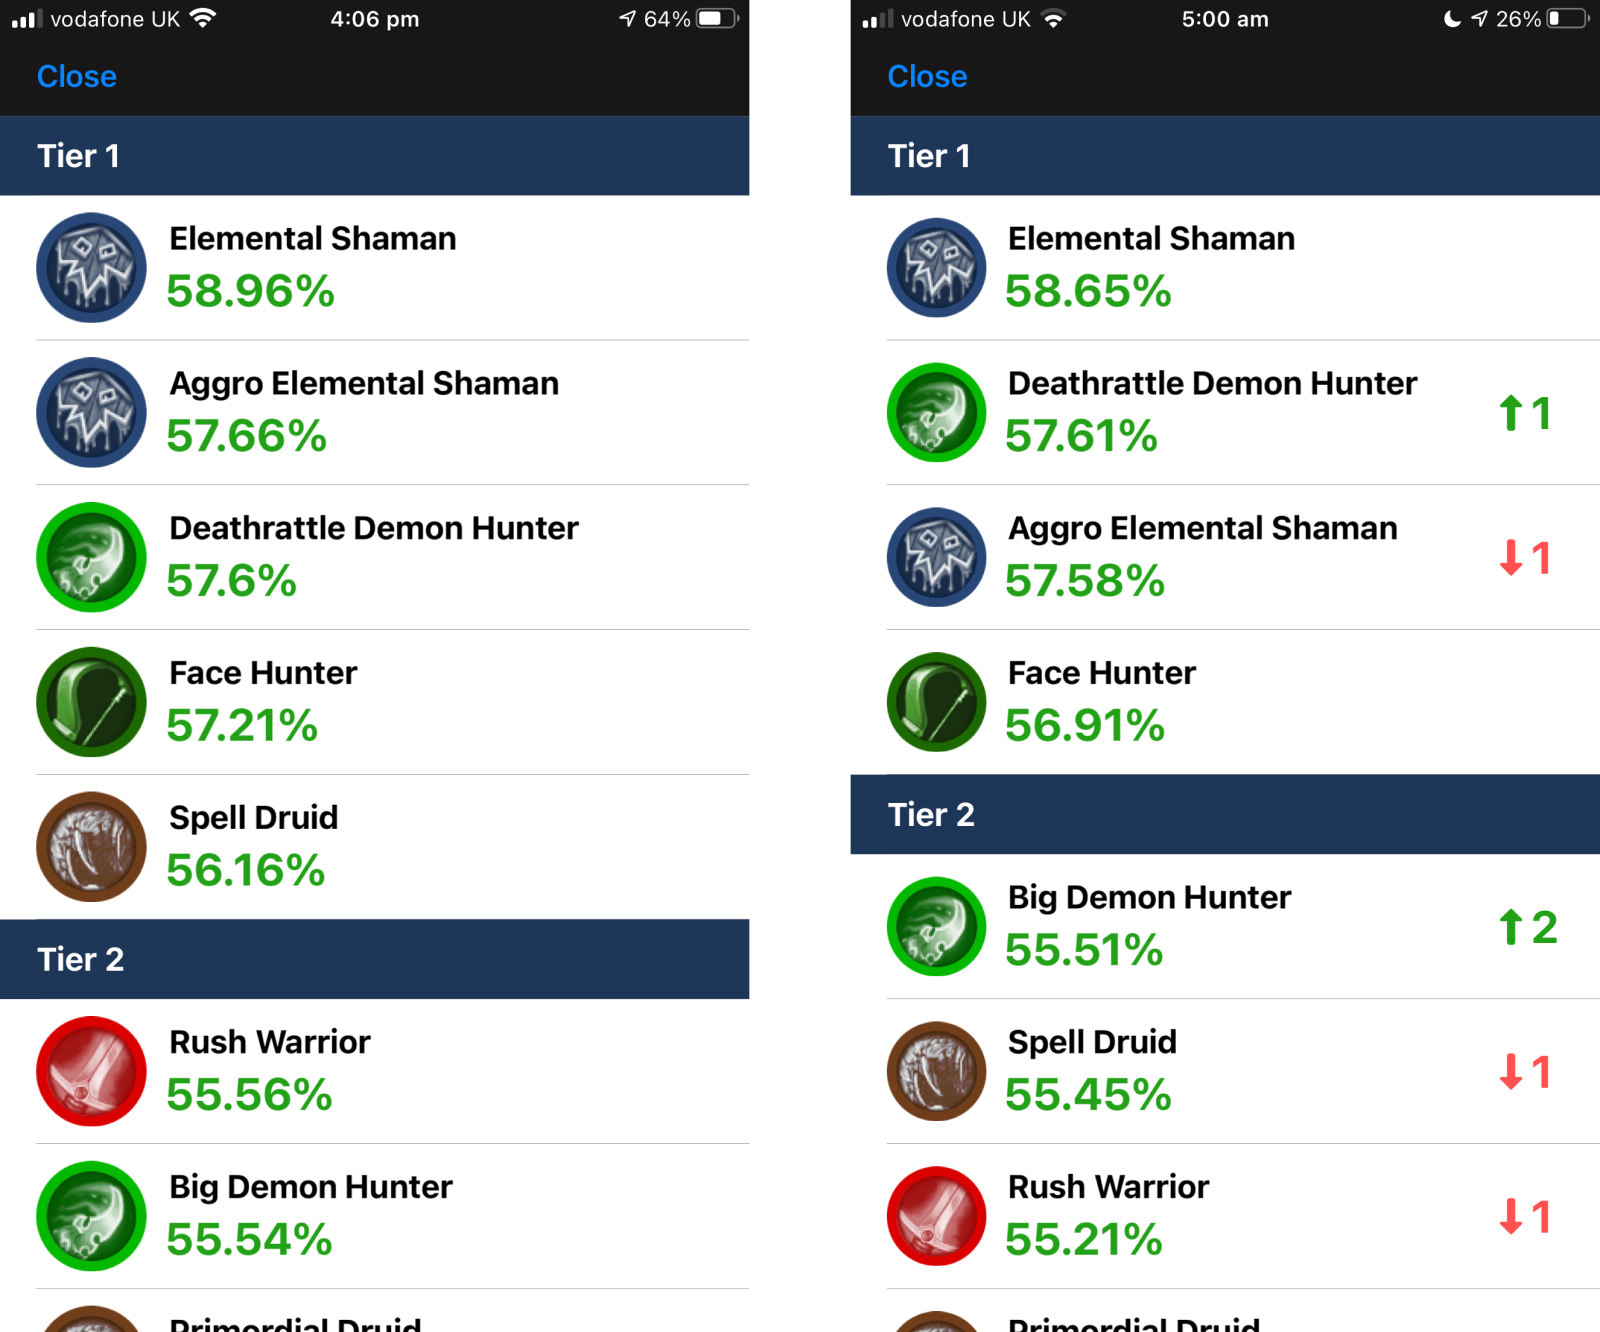 vodafone UK 4:06 pm 64%
Close
Tier 1
Elemental Shaman
58.96%
Aggro Elemental Shaman
57.66%
Deathrattle Demon Hunter
57.6%
Face Hunter
57.21%
Spell Druid
56.16%
Tier 2
Rush Warrior
55.56%
Big Demon Hunter
55.54%
Primordial Druid
vodafone UK 5:00 am 26%
Close
Tier 1
Elemental Shaman
58.65%
Deathrattle Demon Hunter
57.61%
↑1
Aggro Elemental Shaman
57.58%
↓1
Face Hunter
56.91%
Tier 2
Big Demon Hunter
55.51%
↑2
Spell Druid
55.45%
↓1
Rush Warrior
55.21%
↓1
Primordial Druid